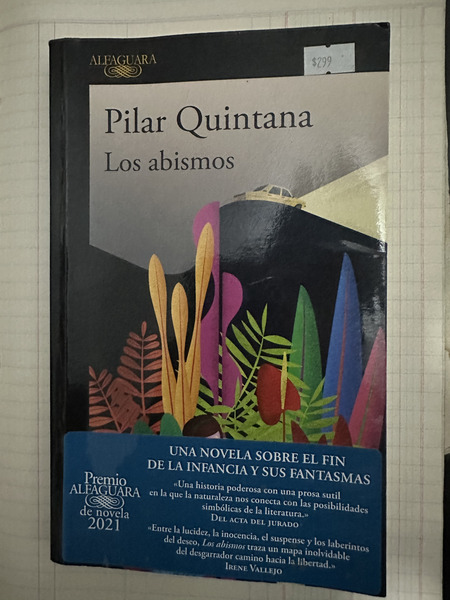 ALFAGUARA
$299
Pilar Quintana
Los abismos
UNA NOVELA SOBRE EL FIN
DE LA INFANCIA Y SUS FANTASMAS
Premio
ALFAGUARA
de novela
2021
«Una historia poderosa con una prosa sutil
en la que la naturaleza nos conecta con las posibilidades
simbólicas de la literatura.»
DEL ACTA DEL JURADO
«Entre la lucidez, la inocencia, el suspense y los laberintos
del deseo, Los abismos traza un mapa inolvidable
del desgarrador camino hacia la libertad.»
IRENE VALLEJO